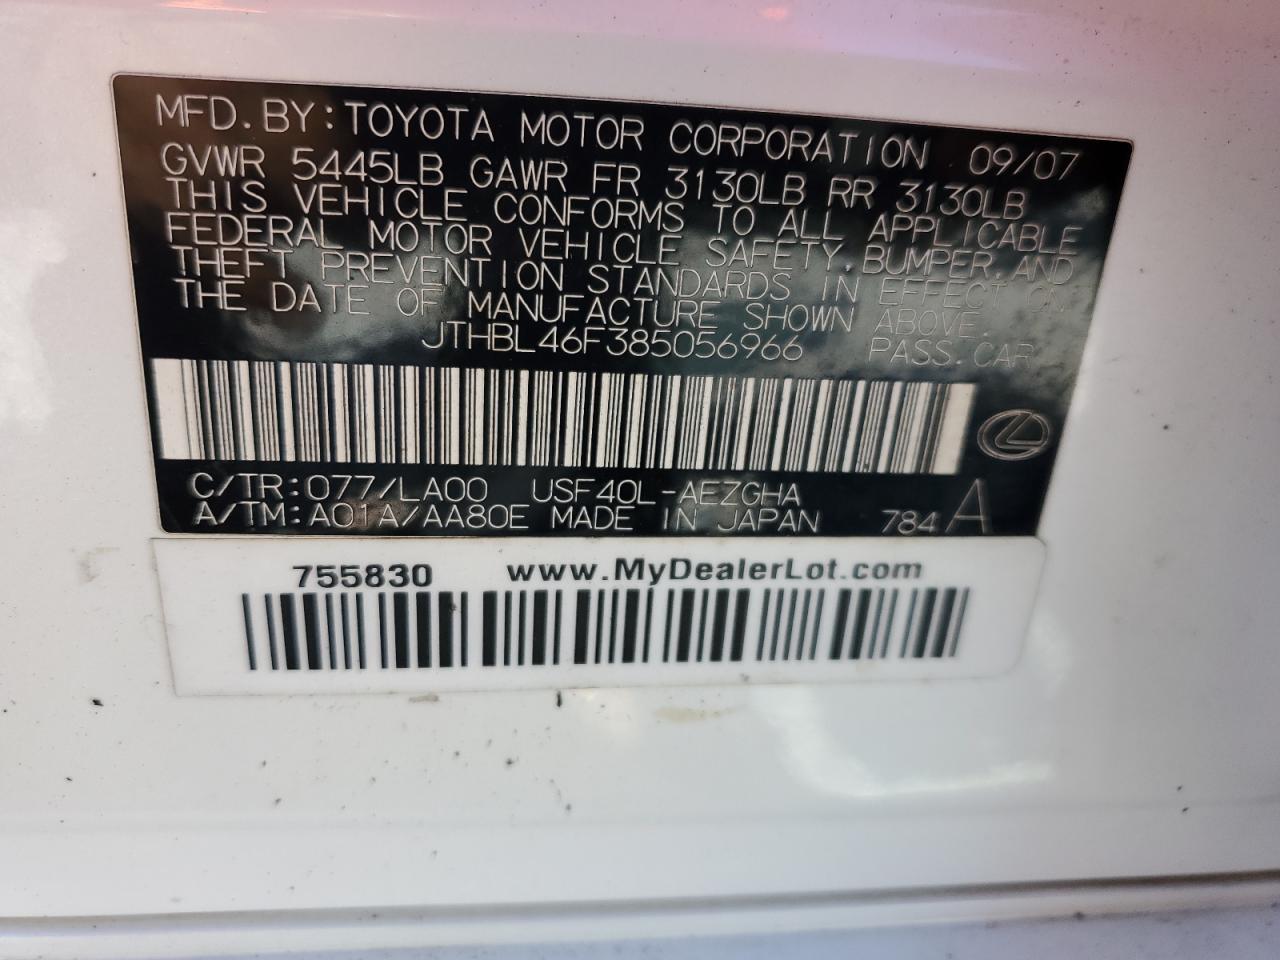 MFD. BY: TOYOTA MOTOR CORPORATION 09/07
GVWR 5445LB GAWR FR 3130LB RR 3130LB
THIS VEHICLE CONFORMS TO ALL APPLICABLE
FEDERAL MOTOR VEHICLE SAFETY, BUMPER, AND
THEFT PREVENTION STANDARDS IN EFFECT ON
THE DATE OF MANUFACTURE SHOWN ABOVE.
JTHBL46F385056966 PASS. CAR
C/TR: 077/LA00 USF40L-AEZGHA
A/TM: A01A/AA80E MADE IN JAPAN 784 A
755830 www.MyDealerLot.com